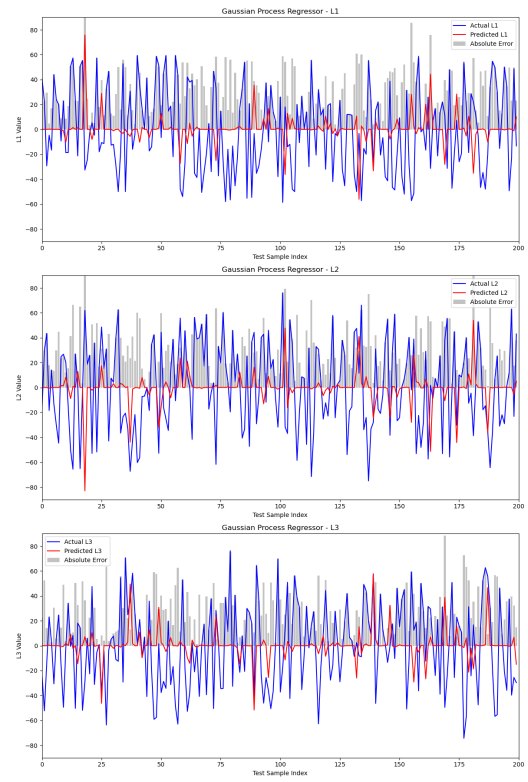 Gaussian Process Regressor - L1
Actual L1
Predicted L1
Absolute Error
L1 Value
80
60
40
20
0
−20
−40
−60
−80
0 25 50 75 100 125 150 175 200
Test Sample Index
Gaussian Process Regressor - L2
Actual L2
Predicted L2
Absolute Error
L2 Value
80
60
40
20
0
−20
−40
−60
−80
0 25 50 75 100 125 150 175 200
Test Sample Index
Gaussian Process Regressor - L3
Actual L3
Predicted L3
Absolute Error
L3 Value
80
60
40
20
0
−20
−40
−60
−80
0 25 50 75 100 125 150 175 200
Test Sample Index